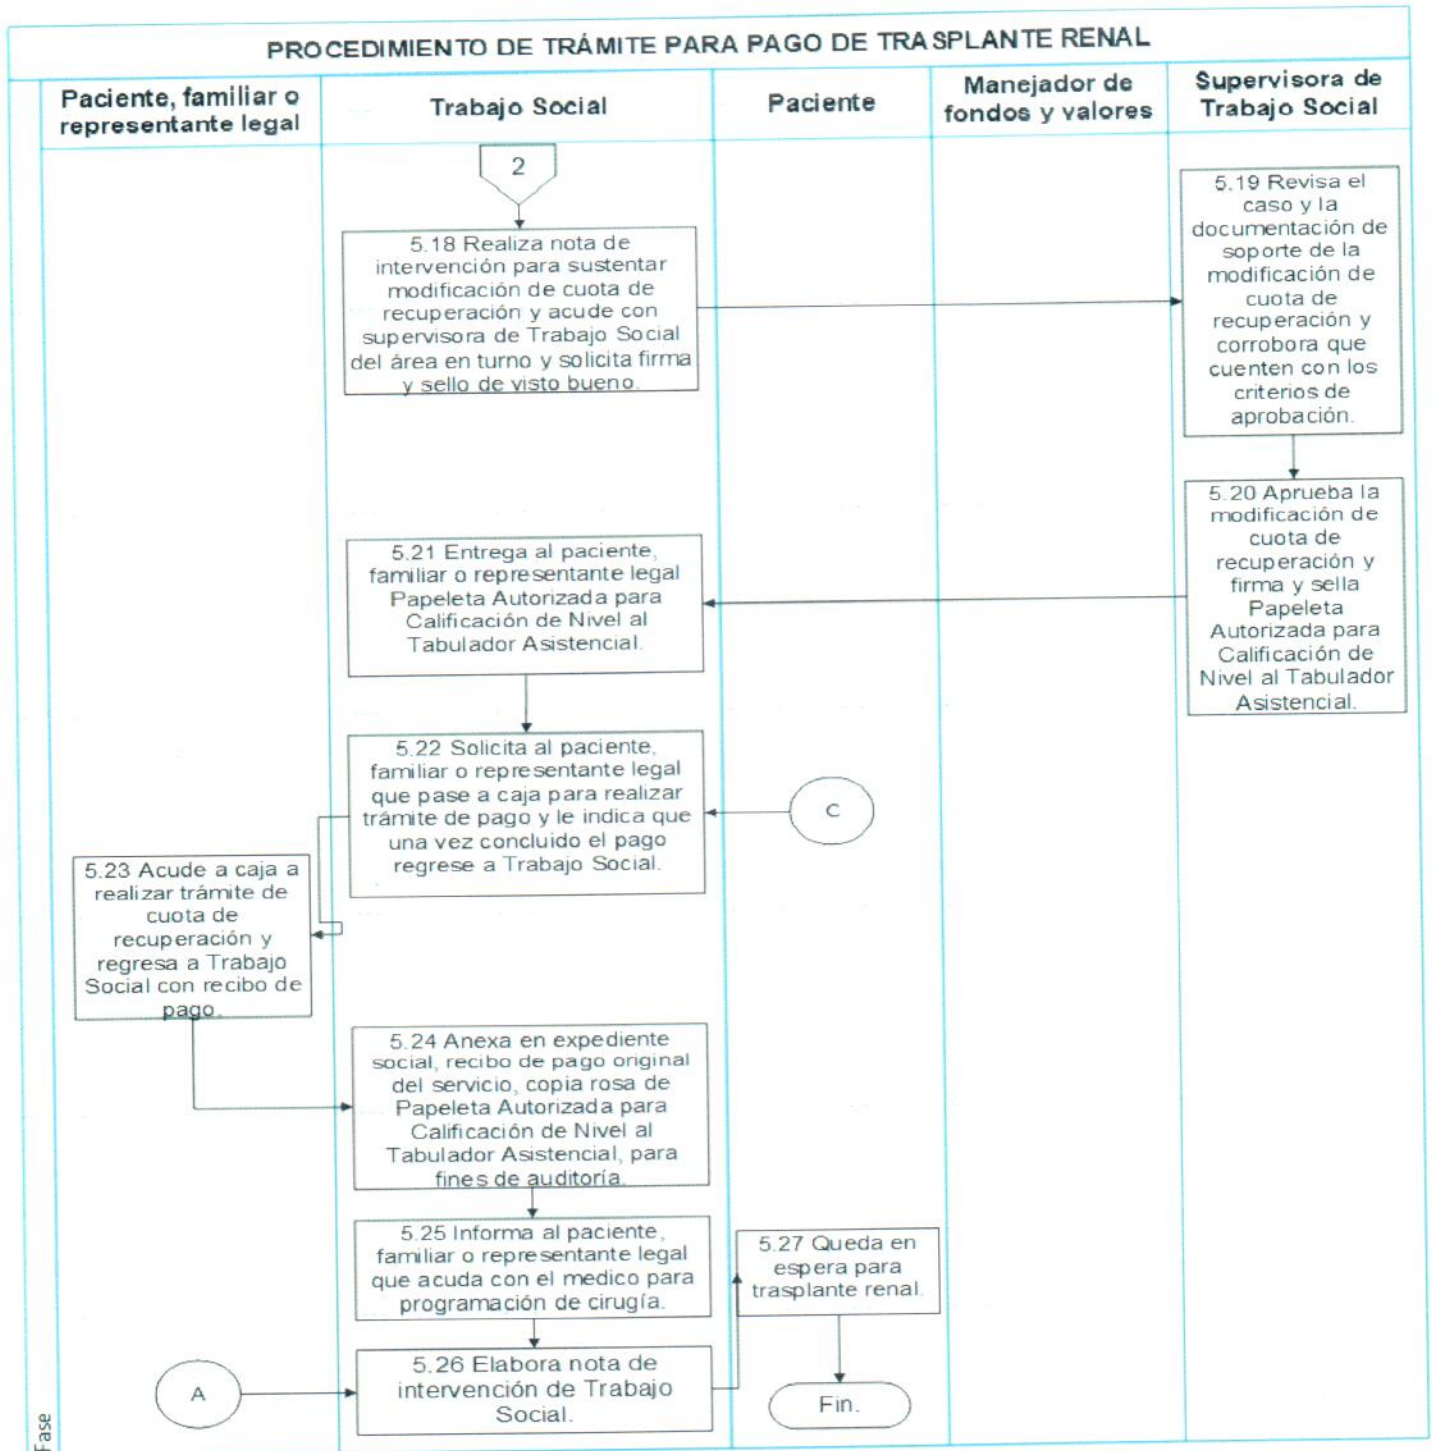 PROCEDIMIENTO DE TRÁMITE PARA PAGO DE TRASPLANTE RENAL
Paciente, familiar o
representante legal
Trabajo Social
Paciente
Manejador de
fondos y valores
Supervisora de
Trabajo Social
2
5.18 Realiza nota de
intervención para sustentar
modificación de cuota de
recuperación y acude con
supervisora de Trabajo Social
del área en turno y solicita firma
y sello de visto bueno.
5.19 Revisa el
caso y la
documentación de
soporte de la
modificación de
cuota de
recuperación y
corrobora que
cuenten con los
criterios de
aprobación.
5.20 Aprueba la
modificación de
cuota de
recuperación y
firma y sella
Papeleta
Autorizada para
Calificación de
Nivel al Tabulador
Asistencial.
5.21 Entrega al paciente,
familiar o representante legal
Papeleta Autorizada para
Calificación de Nivel al
Tabulador Asistencial.
5.22 Solicita al paciente,
familiar o representante legal
que pase a caja para realizar
trámite de pago y le indica que
una vez concluido el pago
regrese a Trabajo Social.
C
5.23 Acude a caja a
realizar trámite de
cuota de
recuperación y
regresa a Trabajo
Social con recibo de
pago.
5.24 Anexa en expediente
social, recibo de pago original
del servicio, copia rosa de
Papeleta Autorizada para
Calificación de Nivel al
Tabulador Asistencial, para
fines de auditoría.
5.25 Informa al paciente,
familiar o representante legal
que acuda con el medico para
programación de cirugía.
5.27 Queda en
espera para
trasplante renal.
A
5.26 Elabora nota de
intervención de Trabajo
Social.
Fin.
Fase